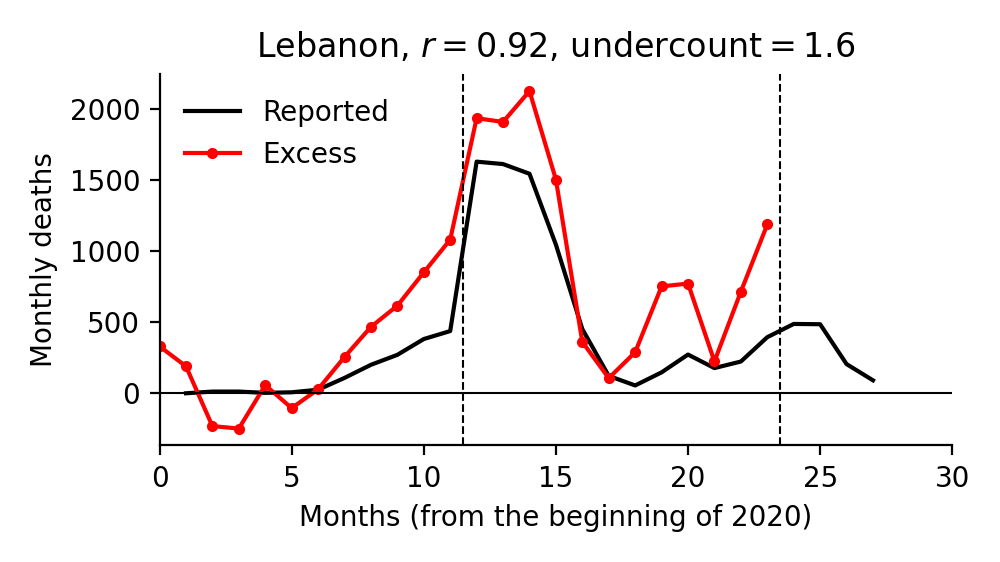 Lebanon, r = 0.92, undercount = 1.6
Reported
Excess
Monthly deaths
2000
1500
1000
500
0
0 5 10 15 20 25 30
Months (from the beginning of 2020)